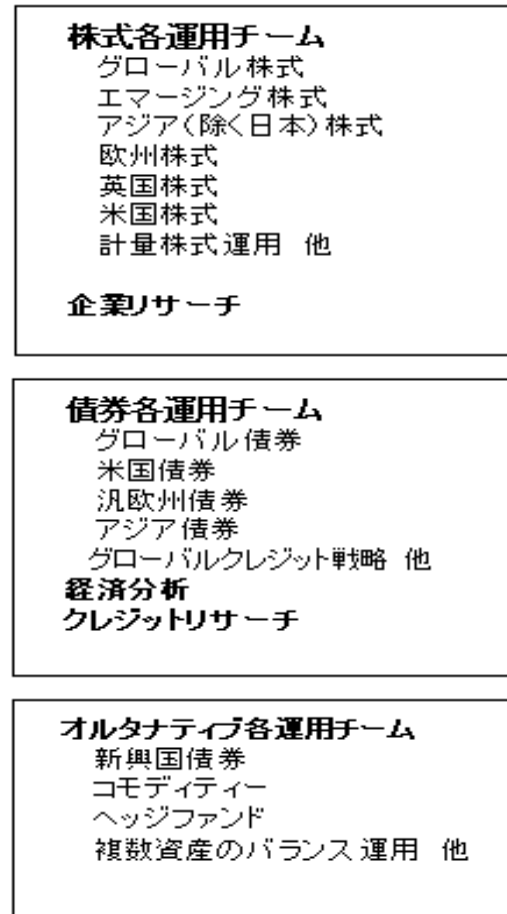 株式各運用チーム
グローバル株式
エマージング株式
アジア(除く日本)株式
欧州株式
英国株式
米国株式
計量株式運用 他
企業リサーチ
債券各運用チーム
グローバル債券
米国債券
汎欧州債券
アジア債券
グローバルクレジット戦略 他
経済分析
クレジットリサーチ
オルタナティブ各運用チーム
新興国債券
コモディティー
ヘッジファンド
複数資産のバランス運用 他